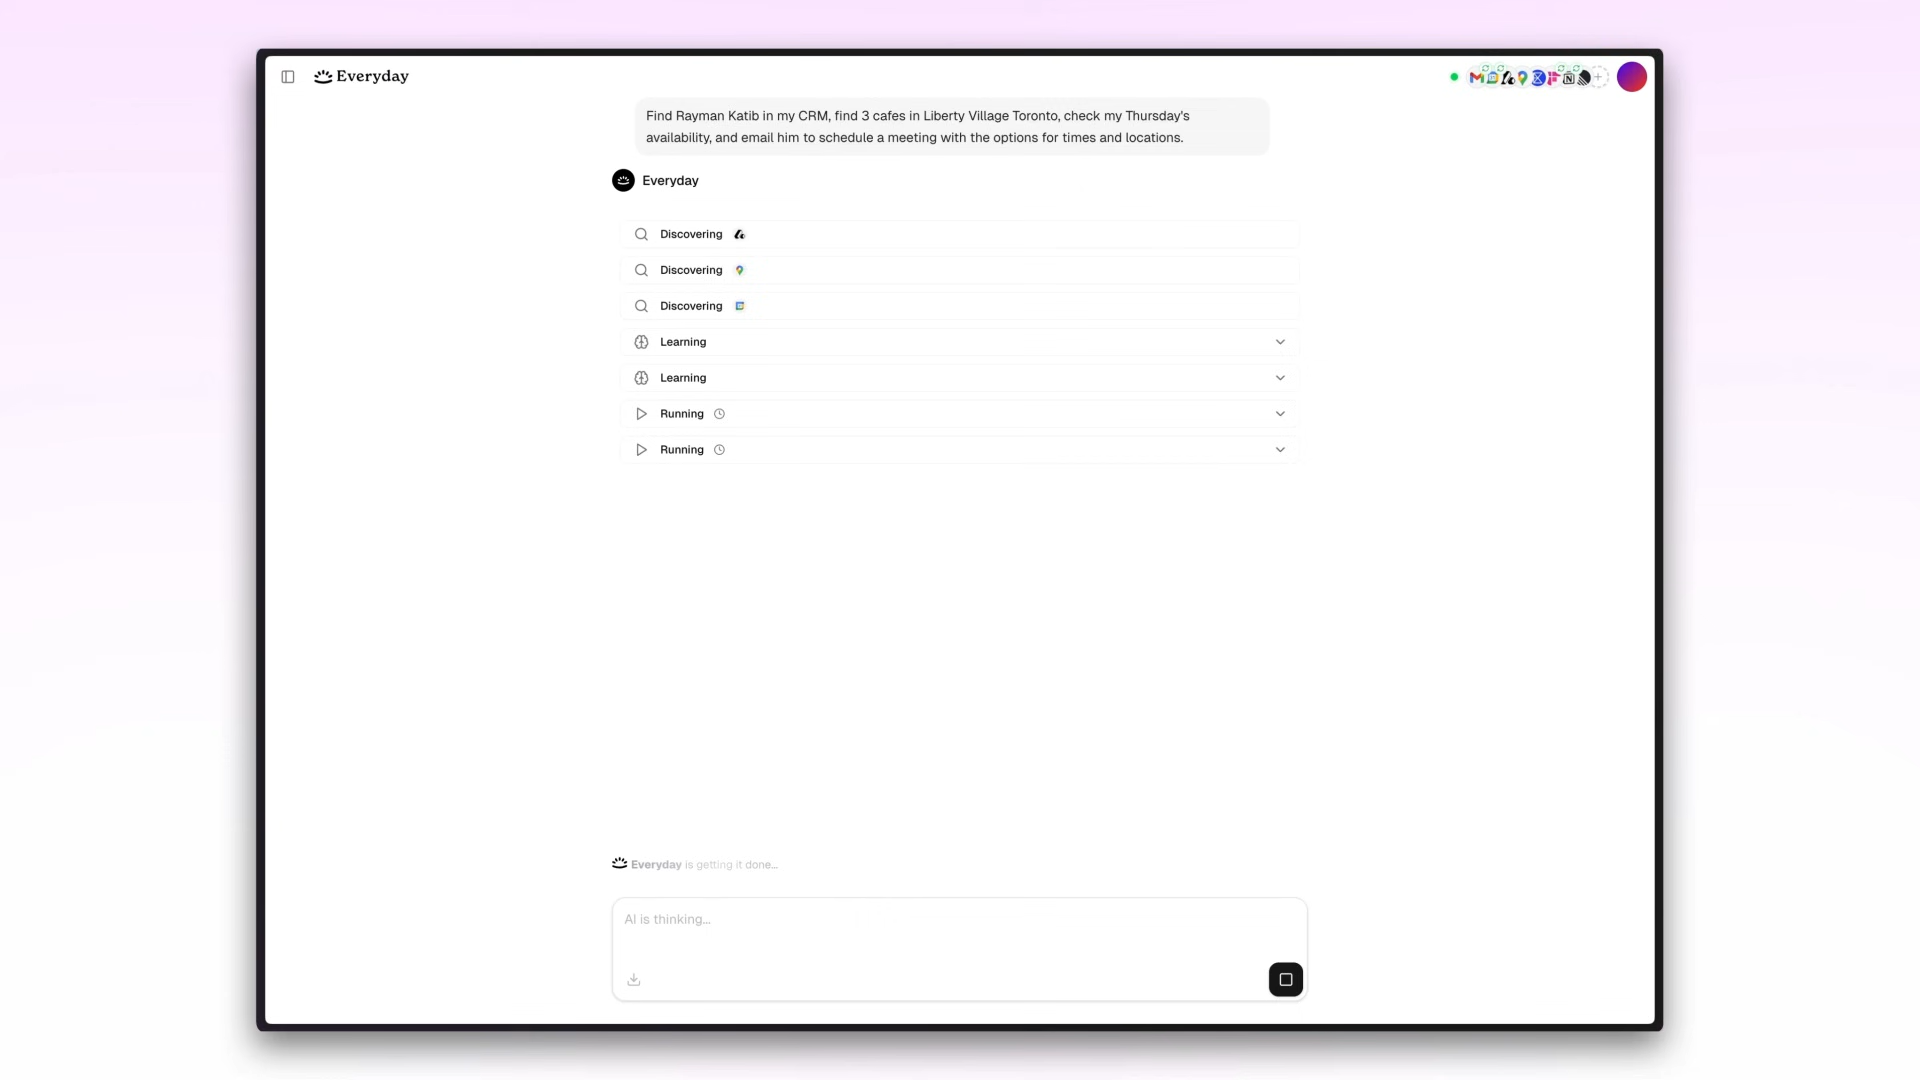 Everyday
Find Rayman Katib in my CRM, find 3 cafes in Liberty Village Toronto, check my Thursday's
availability, and email him to schedule a meeting with the options for times and locations.
Everyday
Discovering
Discovering
Discovering
Learning
Learning
Running
Running
Everyday is getting it done...
AI is thinking...